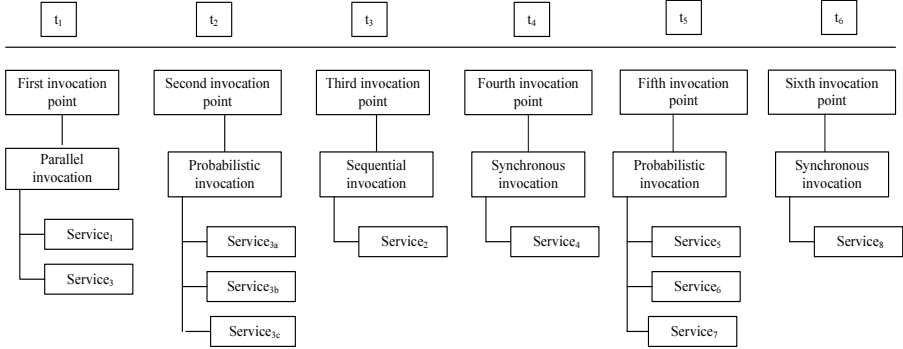 t₁ t₂ t₃ t₄ t₅ t₆
First invocation
point
Second invocation
point
Third invocation
point
Fourth invocation
point
Fifth invocation
point
Sixth invocation
point
Parallel
invocation
Probabilistic
invocation
Sequential
invocation
Synchronous
invocation
Probabilistic
invocation
Synchronous
invocation
Service₁
Service₃
Service₃ₐ
Service₃b
Service₃c
Service₂
Service₄
Service₅
Service₆
Service₇
Service₈